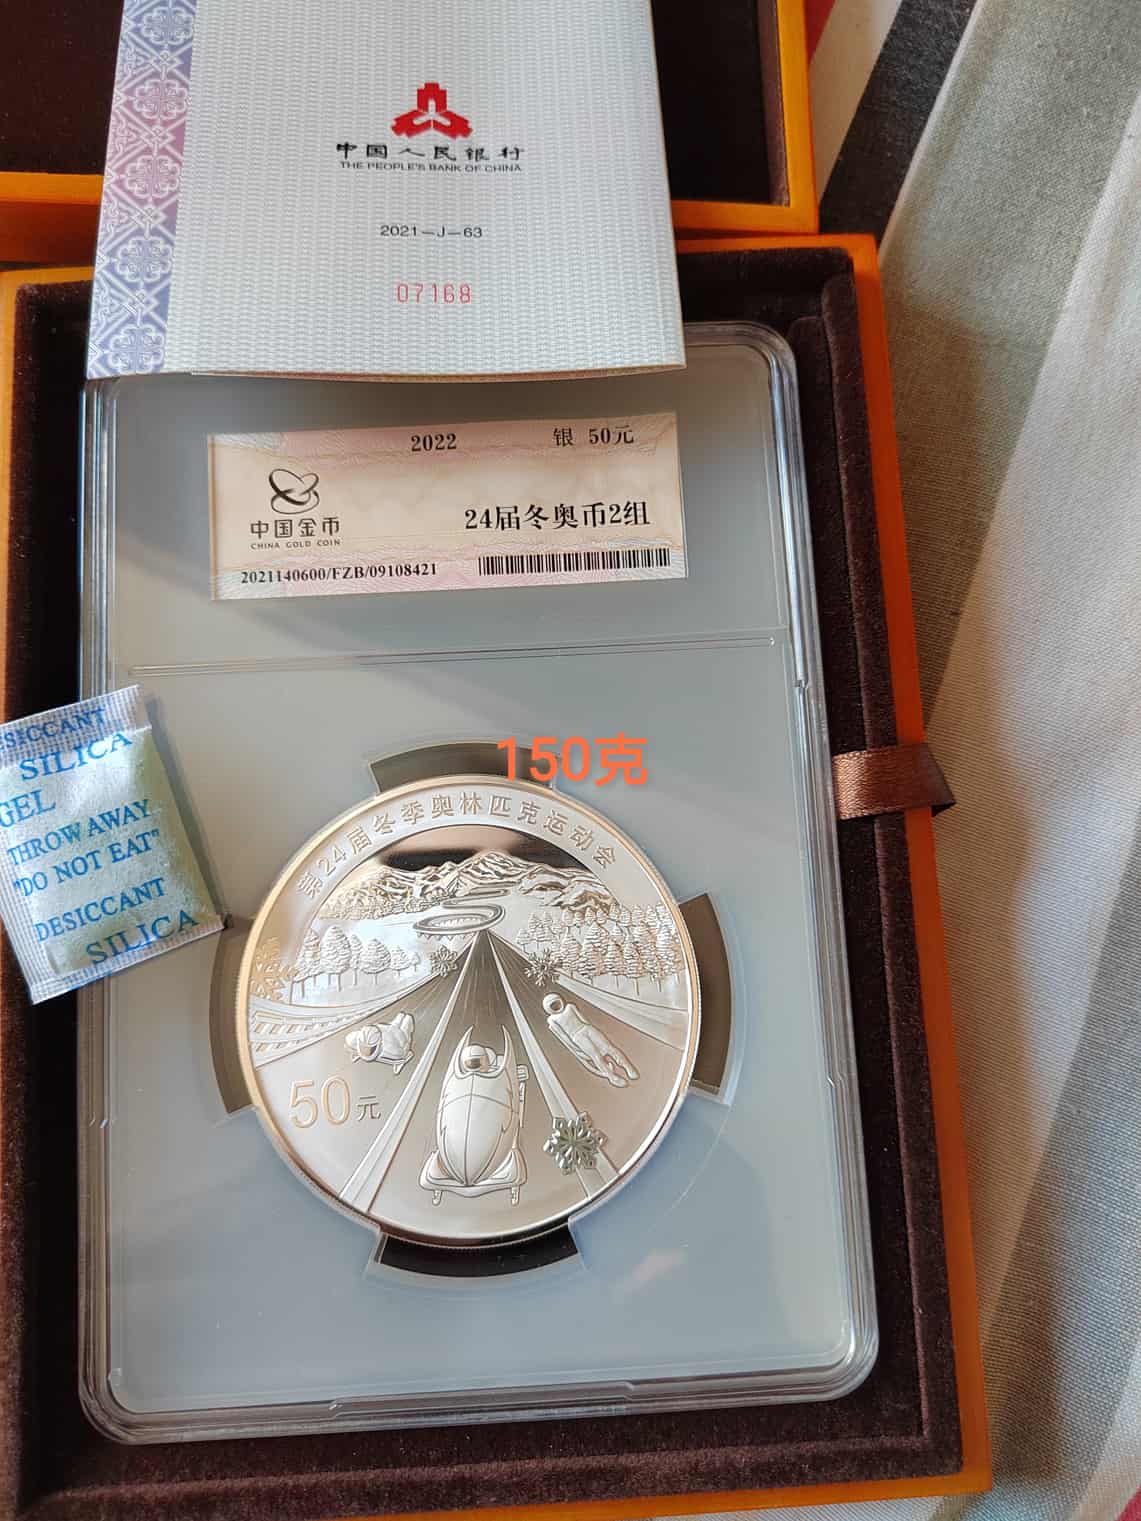 中国人民银行
THE PEOPLE'S BANK OF CHINA
2021-J-63
07168
2022 银 50元
中国金币
CHINA GOLD COIN
24届冬奥币2组
2021140600/FZB/09108421
150克
第24届冬季奥林匹克运动会
50元
DESICCANT
SILICA
GEL
THROW AWAY
"DO NOT EAT"
DESICCANT
SILICA